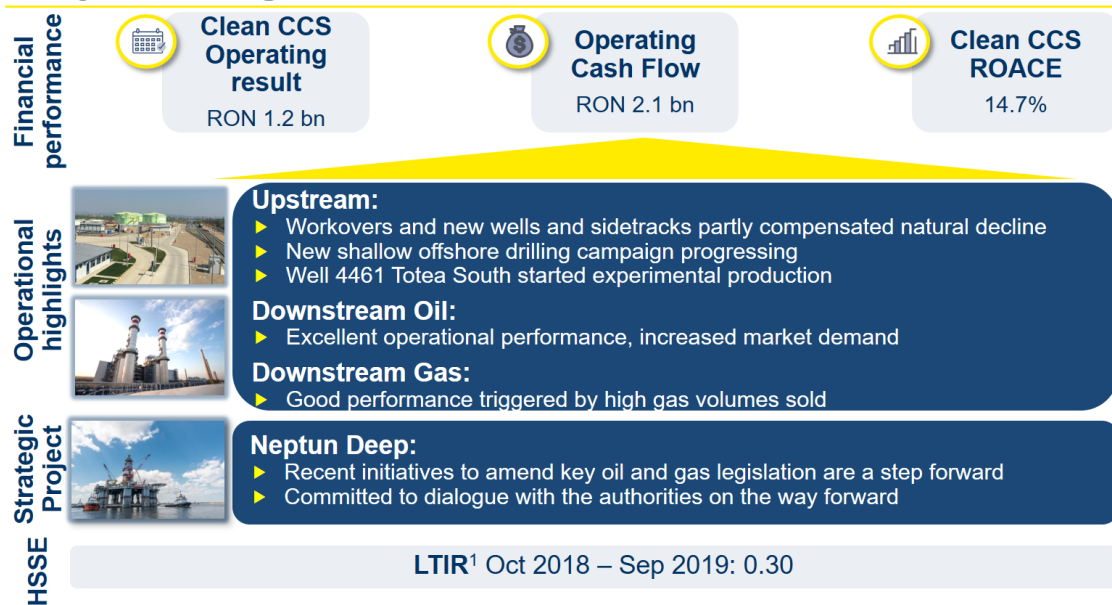 Financial
performance
Clean CCS
Operating
result
RON 1.2 bn
Operating
Cash Flow
RON 2.1 bn
Clean CCS
ROACE
14.7%
Operational
highlights
Upstream:
Workovers and new wells and sidetracks partly compensated natural decline
New shallow offshore drilling campaign progressing
Well 4461 Totea South started experimental production
Downstream Oil:
Excellent operational performance, increased market demand
Downstream Gas:
Good performance triggered by high gas volumes sold
Strategic
Project
Neptun Deep:
Recent initiatives to amend key oil and gas legislation are a step forward
Committed to dialogue with the authorities on the way forward
HSSE
LTIR¹ Oct 2018 – Sep 2019: 0.30